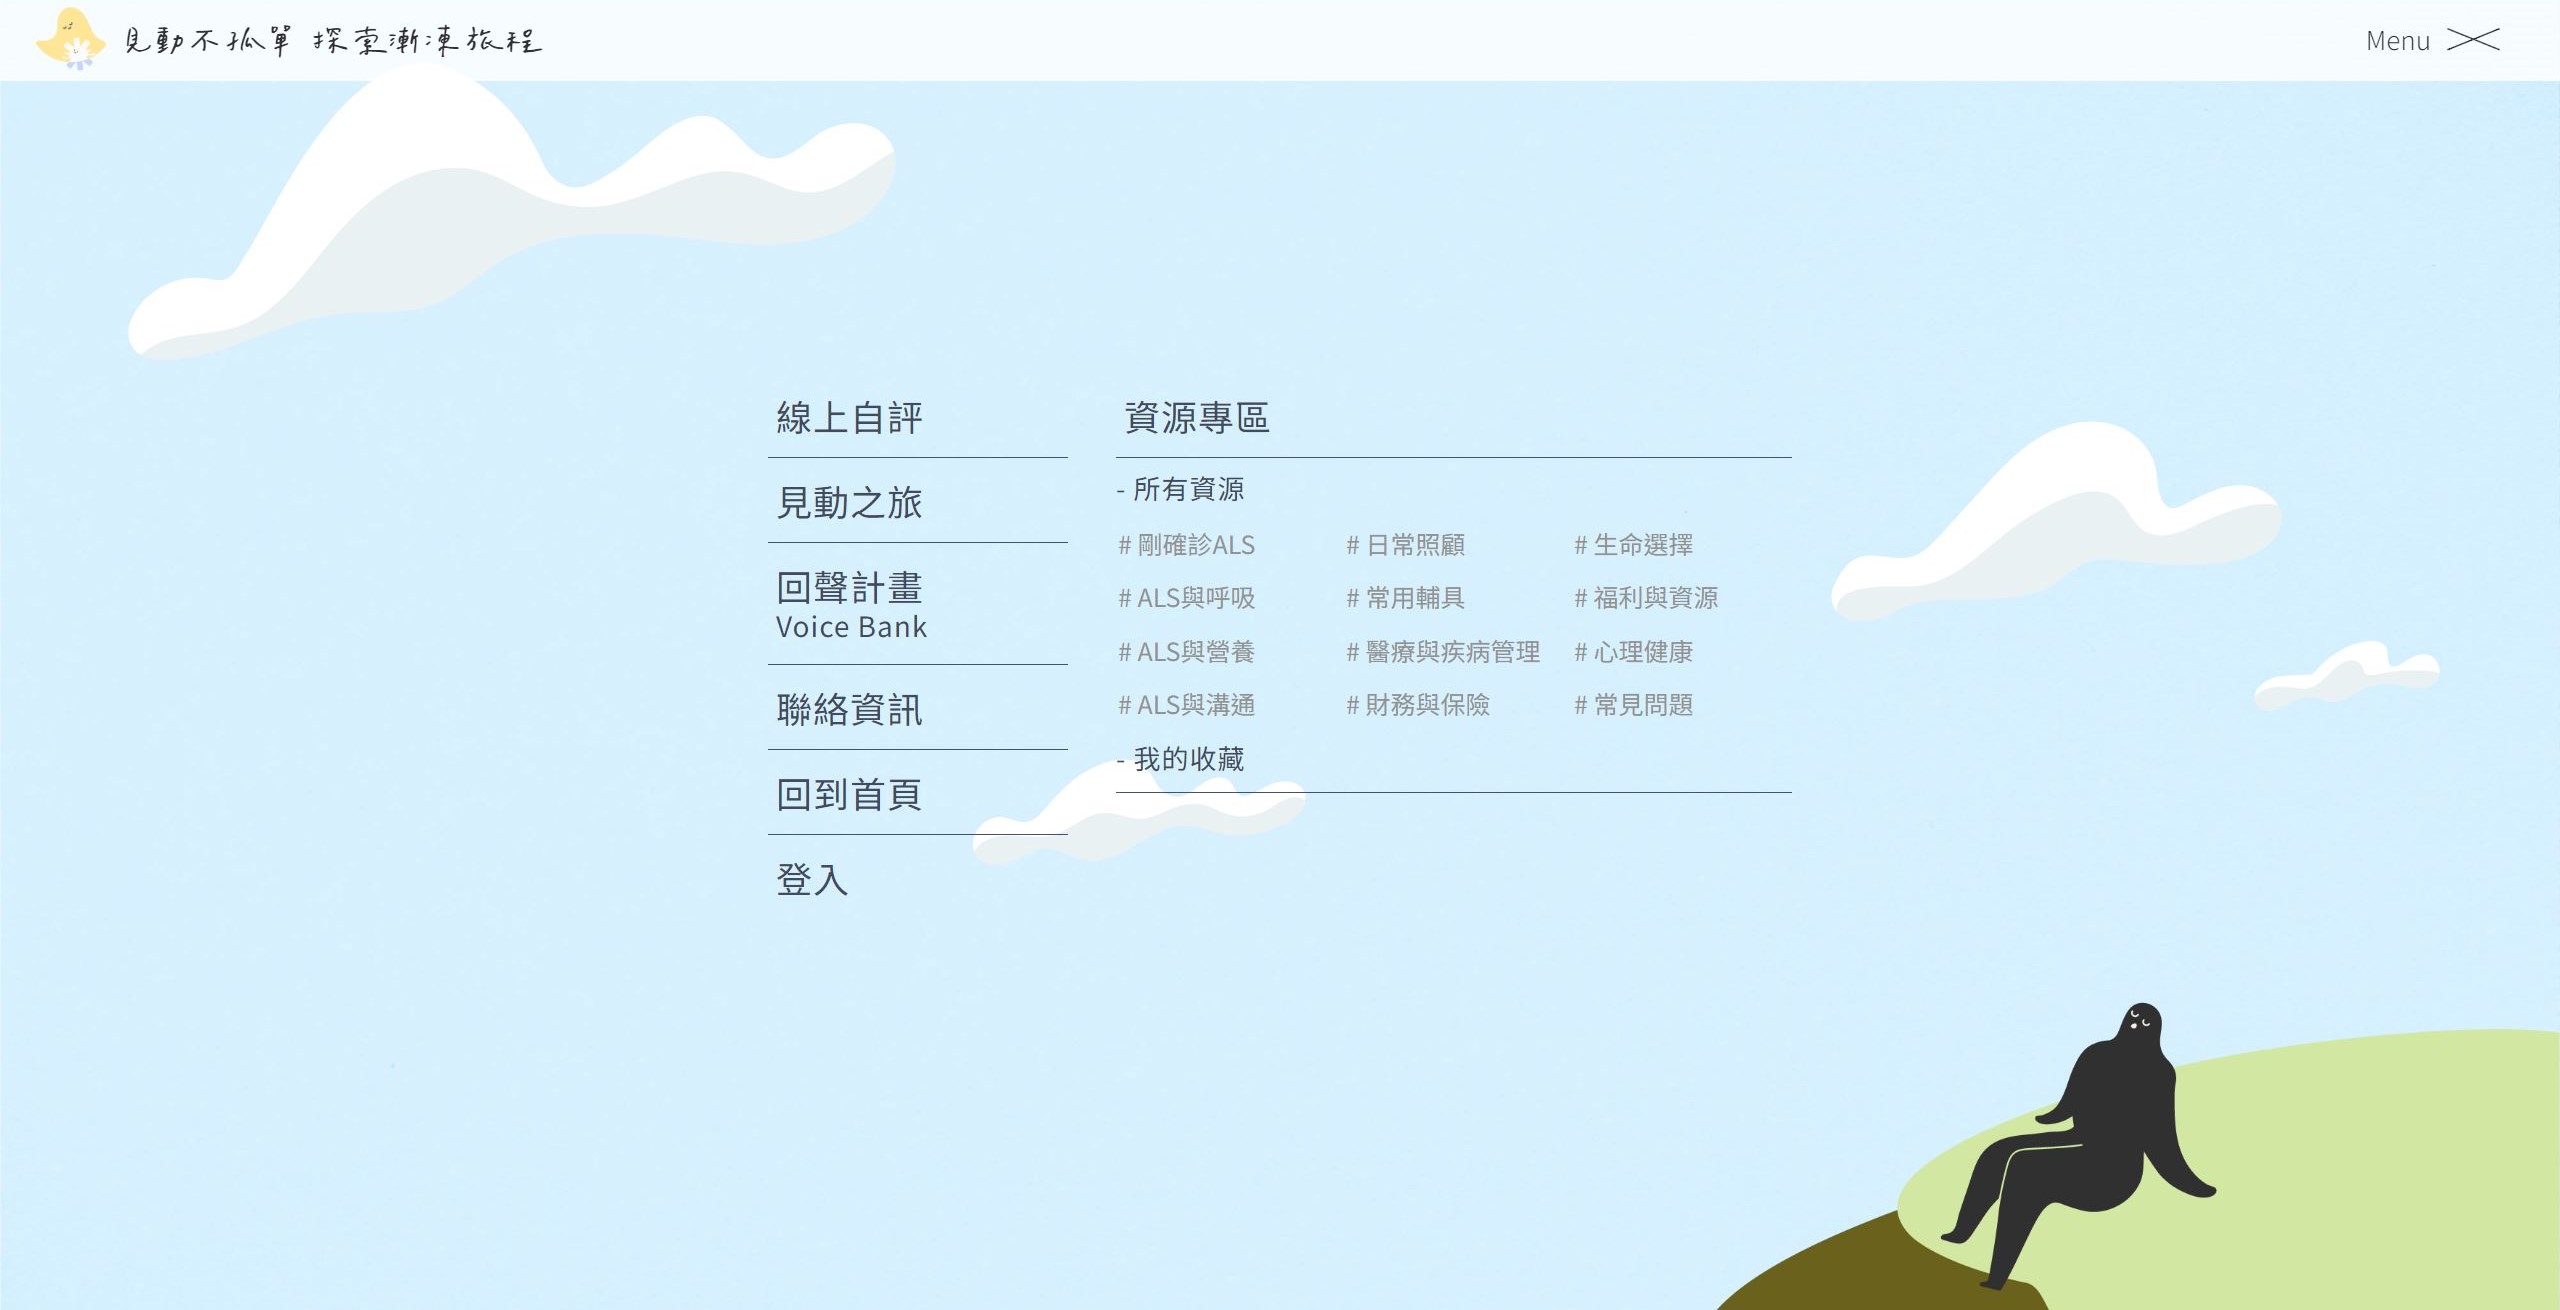 見動不孤單 探索漸凍旅程
Menu
線上自評
見動之旅
回聲計畫
Voice Bank
聯絡資訊
回到首頁
登入
資源專區
- 所有資源
# 剛確診ALS
# 日常照顧
# 生命選擇
# ALS與呼吸
# 常用輔具
# 福利與資源
# ALS與營養
# 醫療與疾病管理
# 心理健康
# ALS與溝通
# 財務與保險
# 常見問題
- 我的收藏